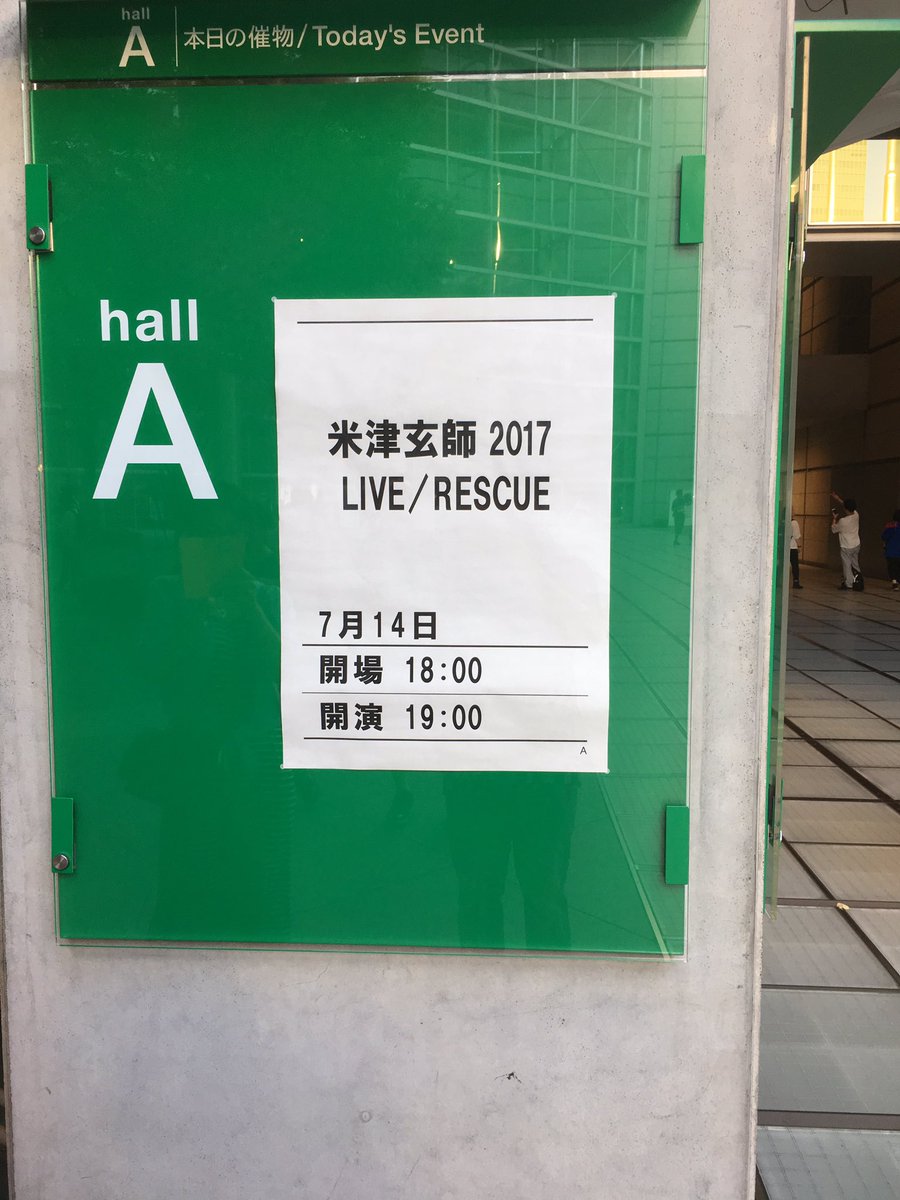 hall
A
本日の催物/Today's Event
hall
A
米津玄師 2017
LIVE/RESCUE
7月14日
開場 18:00
開演 19:00
A